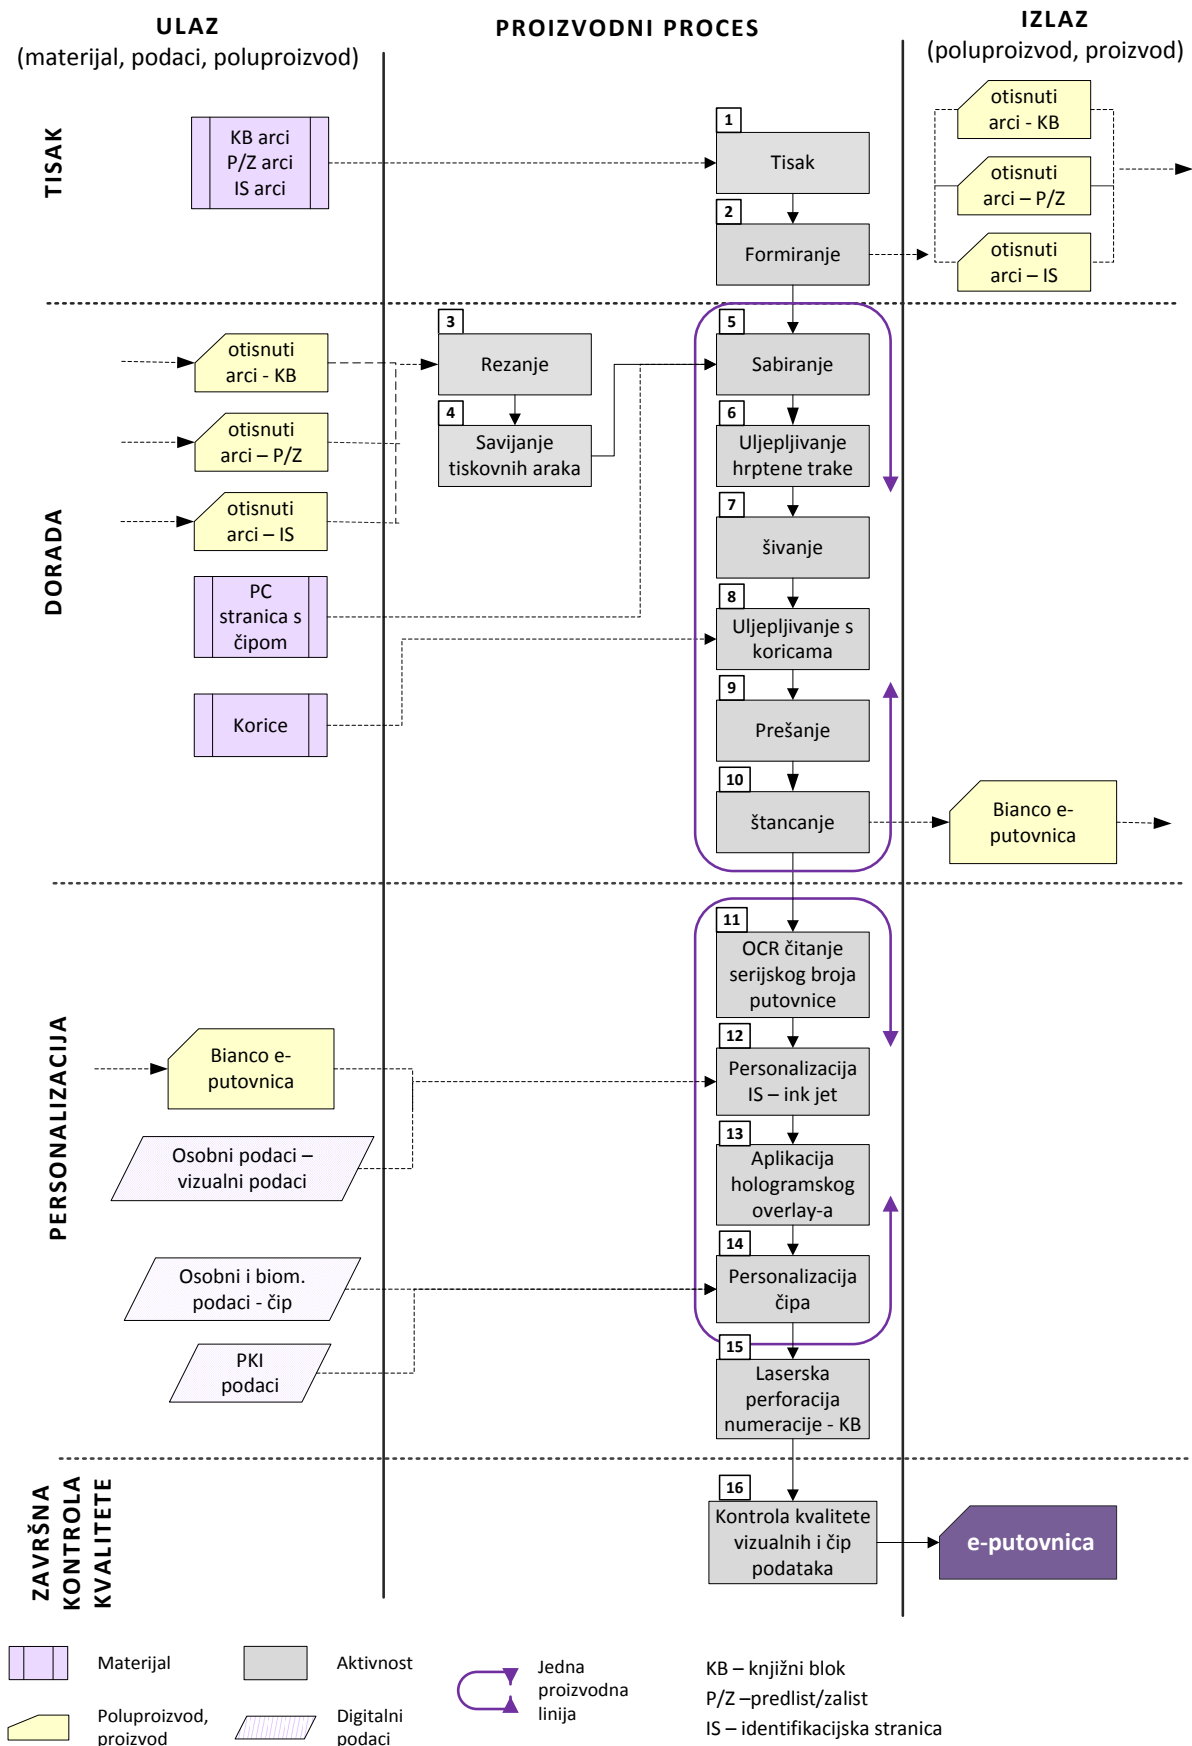 ULAZ
(materijal, podaci, poluproizvod)
PROIZVODNI PROCES
IZLAZ
(poluproizvod, proizvod)
TISAK
KB arci
P/Z arci
IS arci
1
Tisak
2
Formiranje
otisnuti
arci - KB
otisnuti
arci – P/Z
otisnuti
arci – IS
DORADA
otisnuti
arci - KB
otisnuti
arci – P/Z
otisnuti
arci – IS
PC
stranica s
čipom
Korice
3
Rezanje
4
Savijanje
tiskovnih araka
5
Sabiranje
6
Uljepljivanje
hrptene trake
7
šivanje
8
Uljepljivanje s
koricama
9
Prešanje
10
štancanje
Bianco e-
putovnica
PERSONALIZACIJA
Bianco e-
putovnica
Osobni podaci –
vizualni podaci
Osobni i biom.
podaci - čip
PKI
podaci
11
OCR čitanje
serijskog broja
putovnice
12
Personalizacija
IS – ink jet
13
Aplikacija
hologramskog
overlay-a
14
Personalizacija
čipa
15
Laserska
perforacija
numeracije - KB
ZAVRŠNA
KONTROLA
KVALITETE
16
Kontrola kvalitete
vizualnih i čip
podataka
e-putovnica
Materijal
Aktivnost
Jedna
proizvodna
linija
Poluproizvod,
proizvod
Digitalni
podaci
KB – knjižni blok
P/Z –predlist/zalist
IS – identifikacijska stranica